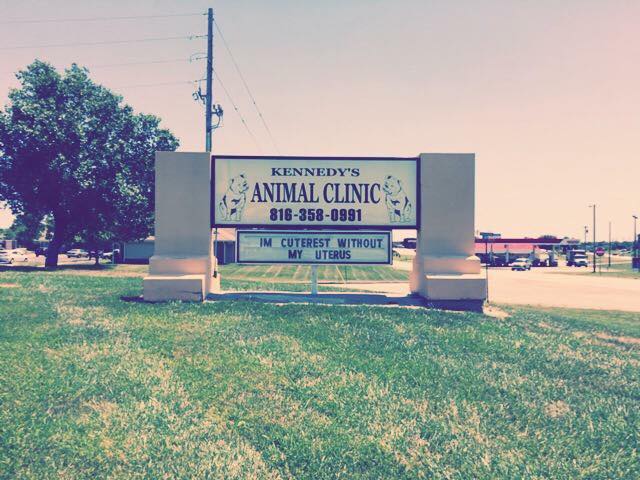 KENNEDY'S
ANIMAL CLINIC
816-358-0991
IM CUTEREST WITHOUT
MY UTERUS